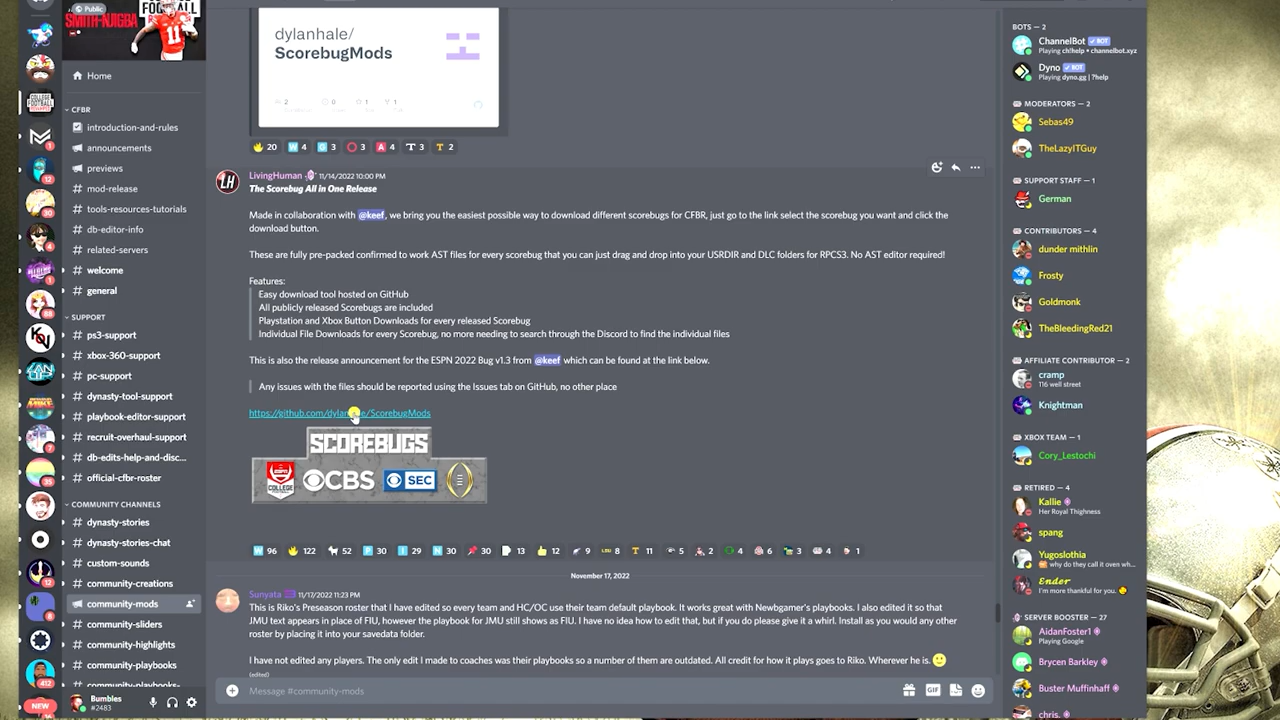 Public
FOOTBALL
SMITH-NJIGBA
11
Home
CFBR
introduction-and-rules
announcements
previews
mod-release
tools-resources-tutorials
db-editor-info
related-servers
welcome
general
SUPPORT
ps3-support
xbox-360-support
pc-support
dynasty-tool-support
playbook-editor-support
recruit-overhaul-support
db-edits-help-and-disc...
official-cfbr-roster
COMMUNITY CHANNELS
dynasty-stories
dynasty-stories-chat
custom-sounds
community-creations
community-mods
community-sliders
community-highlights
community-playbooks
NEW
Bumbles
#2483
dylanhale/
ScorebugMods
2 0 1 1
20 W 4 3 3 A 4 T 3 T 2
LivingHuman 11/14/2022 10:00 PM
The Scorebug All in One Release
Made in collaboration with @keef, we bring you the easiest possible way to download different scorebugs for CFBR, just go to the link select the scorebug you want and click the
download button.
These are fully pre-packed confirmed to work AST files for every scorebug that you can just drag and drop into your USRDIR and DLC folders for RPCS3. No AST editor required!
Features:
Easy download tool hosted on GitHub
All publicly released Scorebugs are included
Playstation and Xbox Button Downloads for every released Scorebug
Individual File Downloads for every Scorebug, no more needing to search through the Discord to find the individual files
This is also the release announcement for the ESPN 2022 Bug v1.3 from @keef which can be found at the link below.
Any issues with the files should be reported using the Issues tab on GitHub, no other place
https://github.com/dylanhale/ScorebugMods
SCOREBUGS
CBS SEC
W 96 122 52 P 30 I 29 N 30 30 13 12 9 8 T 11 5 2 4 6 3 4 1
November 17, 2022
Sunyata 11/17/2022 11:23 PM
This is Riko's Preseason roster that I have edited so every team and HC/OC use their team default playbook. It works great with Newbgamer's playbooks. I also edited it so that
JMU text appears in place of FIU, however the playbook for JMU still shows as FIU. I have no idea how to edit that, but if you do please give it a whirl. Install as you would any other
roster by placing it into your savedata folder.
I have not edited any players. The only edit I made to coaches was their playbooks so a number of them are outdated. All credit for how it plays goes to Riko. Wherever he is.
(edited)
Message #community-mods
GIF
BOTS — 2
ChannelBot BOT
Playing ch!help • channelbot.xyz
Dyno BOT
Playing dyno.gg | ?help
MODERATORS — 2
Sebas49
TheLazyITGuy
SUPPORT STAFF — 1
German
CONTRIBUTORS — 4
dunder mithlin
Frosty
Goldmonk
TheBleedingRed21
AFFILIATE CONTRIBUTOR — 2
cramp
116 well street
Knightman
XBOX TEAM — 1
Cory_Lestochi
RETIRED — 4
Kallie
Her Royal Thighness
spang
Yugoslothia
why do they call it oven wh...
Ender
I'm more thankful for you.
SERVER BOOSTER — 27
AidanFoster1
Playing Google
Brycen Barkley
Buster Muffinhaff
chris.